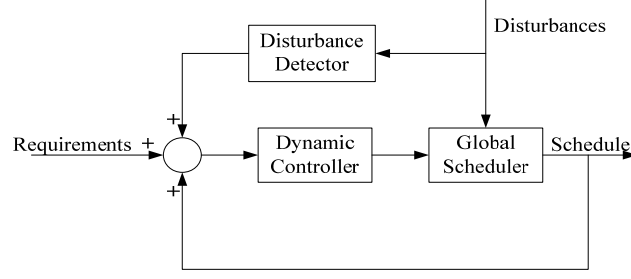 Disturbances
Disturbance
Detector
+
Requirements +
Dynamic
Controller
Global
Scheduler
Schedule
+